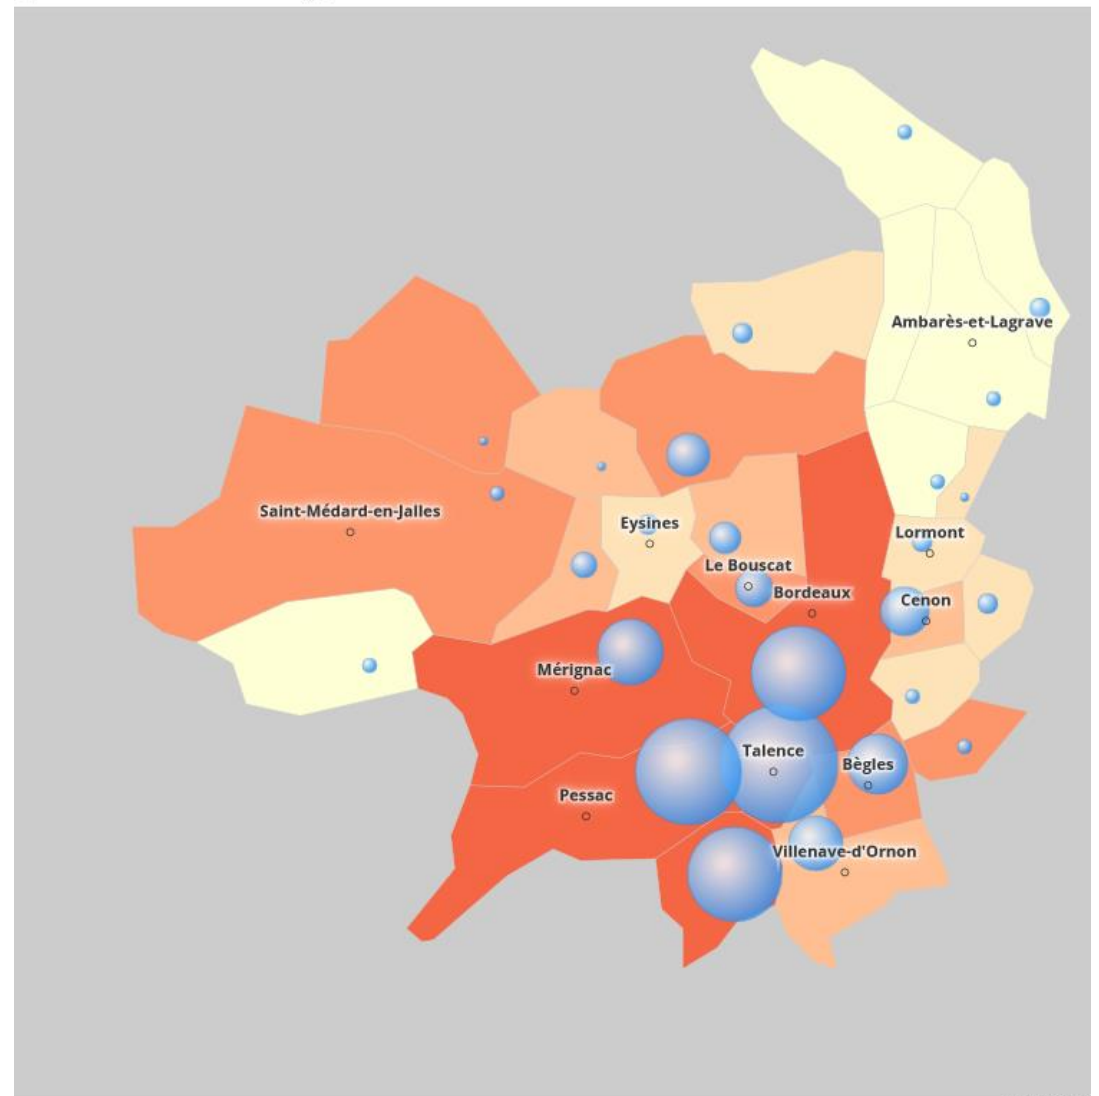 Ambarès-et-Lagrave
Saint-Médard-en-Jalles
Eysines
Lormont
Le Bouscat
Bordeaux
Cenon
Mérignac
Talence
Bègles
Pessac
Villenave-d'Ornon